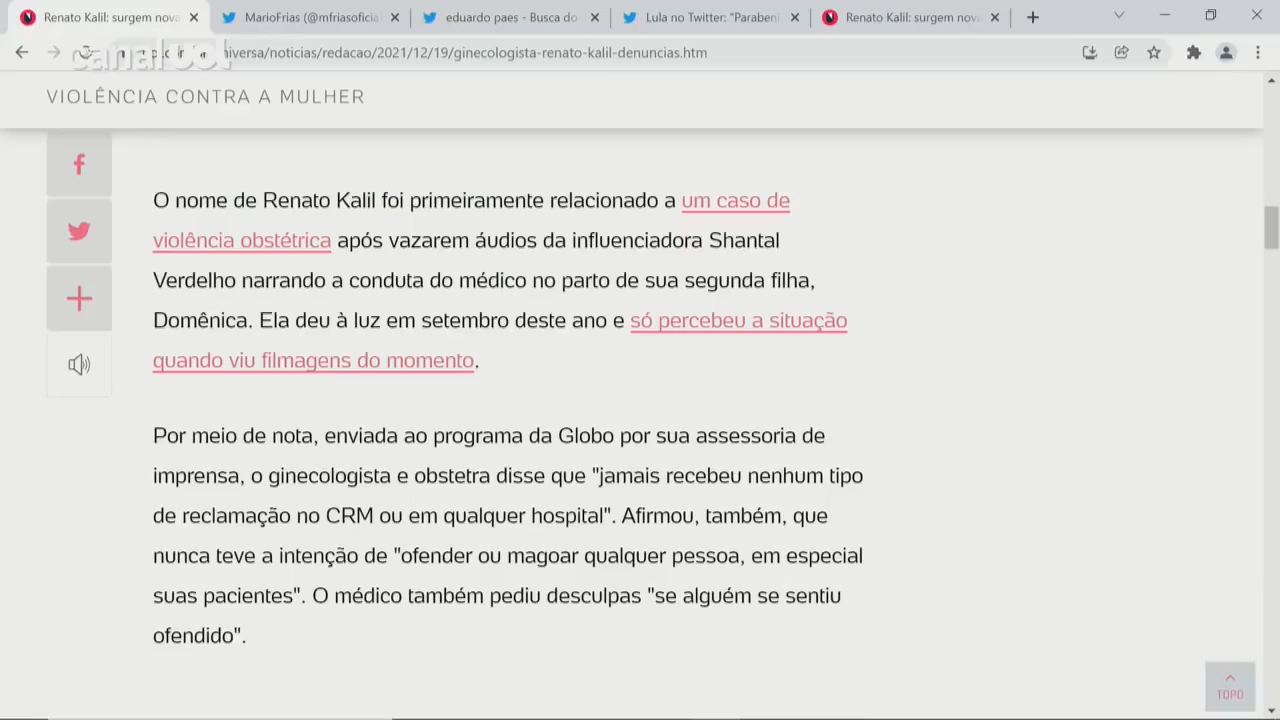 Renato Kalil: surgem nova
MarioFrias (@mfriasoficia
eduardo paes - Busca do
Lula no Twitter: "Parabeni
Renato Kalil: surgem nova
niversa/noticias/redacao/2021/12/19/ginecologista-renato-kalil-denuncias.htm
canal uol
VIOLÊNCIA CONTRA A MULHER
O nome de Renato Kalil foi primeiramente relacionado a um caso de
violência obstétrica após vazarem áudios da influenciadora Shantal
Verdelho narrando a conduta do médico no parto de sua segunda filha,
Domênica. Ela deu à luz em setembro deste ano e só percebeu a situação
quando viu filmagens do momento.
Por meio de nota, enviada ao programa da Globo por sua assessoria de
imprensa, o ginecologista e obstetra disse que "jamais recebeu nenhum tipo
de reclamação no CRM ou em qualquer hospital". Afirmou, também, que
nunca teve a intenção de "ofender ou magoar qualquer pessoa, em especial
suas pacientes". O médico também pediu desculpas "se alguém se sentiu
ofendido".
TOPO